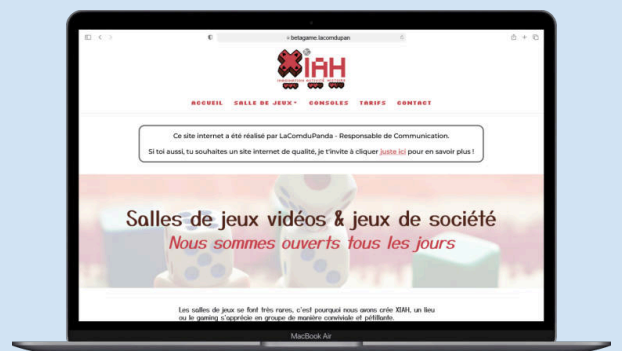 betagame.lacomdupan
XIAH
ACCUEIL SALLE DE JEUX CONSOLES TARIFS CONTACT
Ce site internet a été réalisé par LaComduPanda - Responsable de Communication.
Si toi aussi, tu souhaites un site internet de qualité, je t'invite à cliquer juste ici pour en savoir plus !
Salles de jeux vidéos & jeux de société
Nous sommes ouverts tous les jours
Les salles de jeux se font très rares, c'est pourquoi nous avons crée XIAH, un lieu
ou le gaming s'apprécie en groupe de manière conviviale et pétillante.
MacBook Air